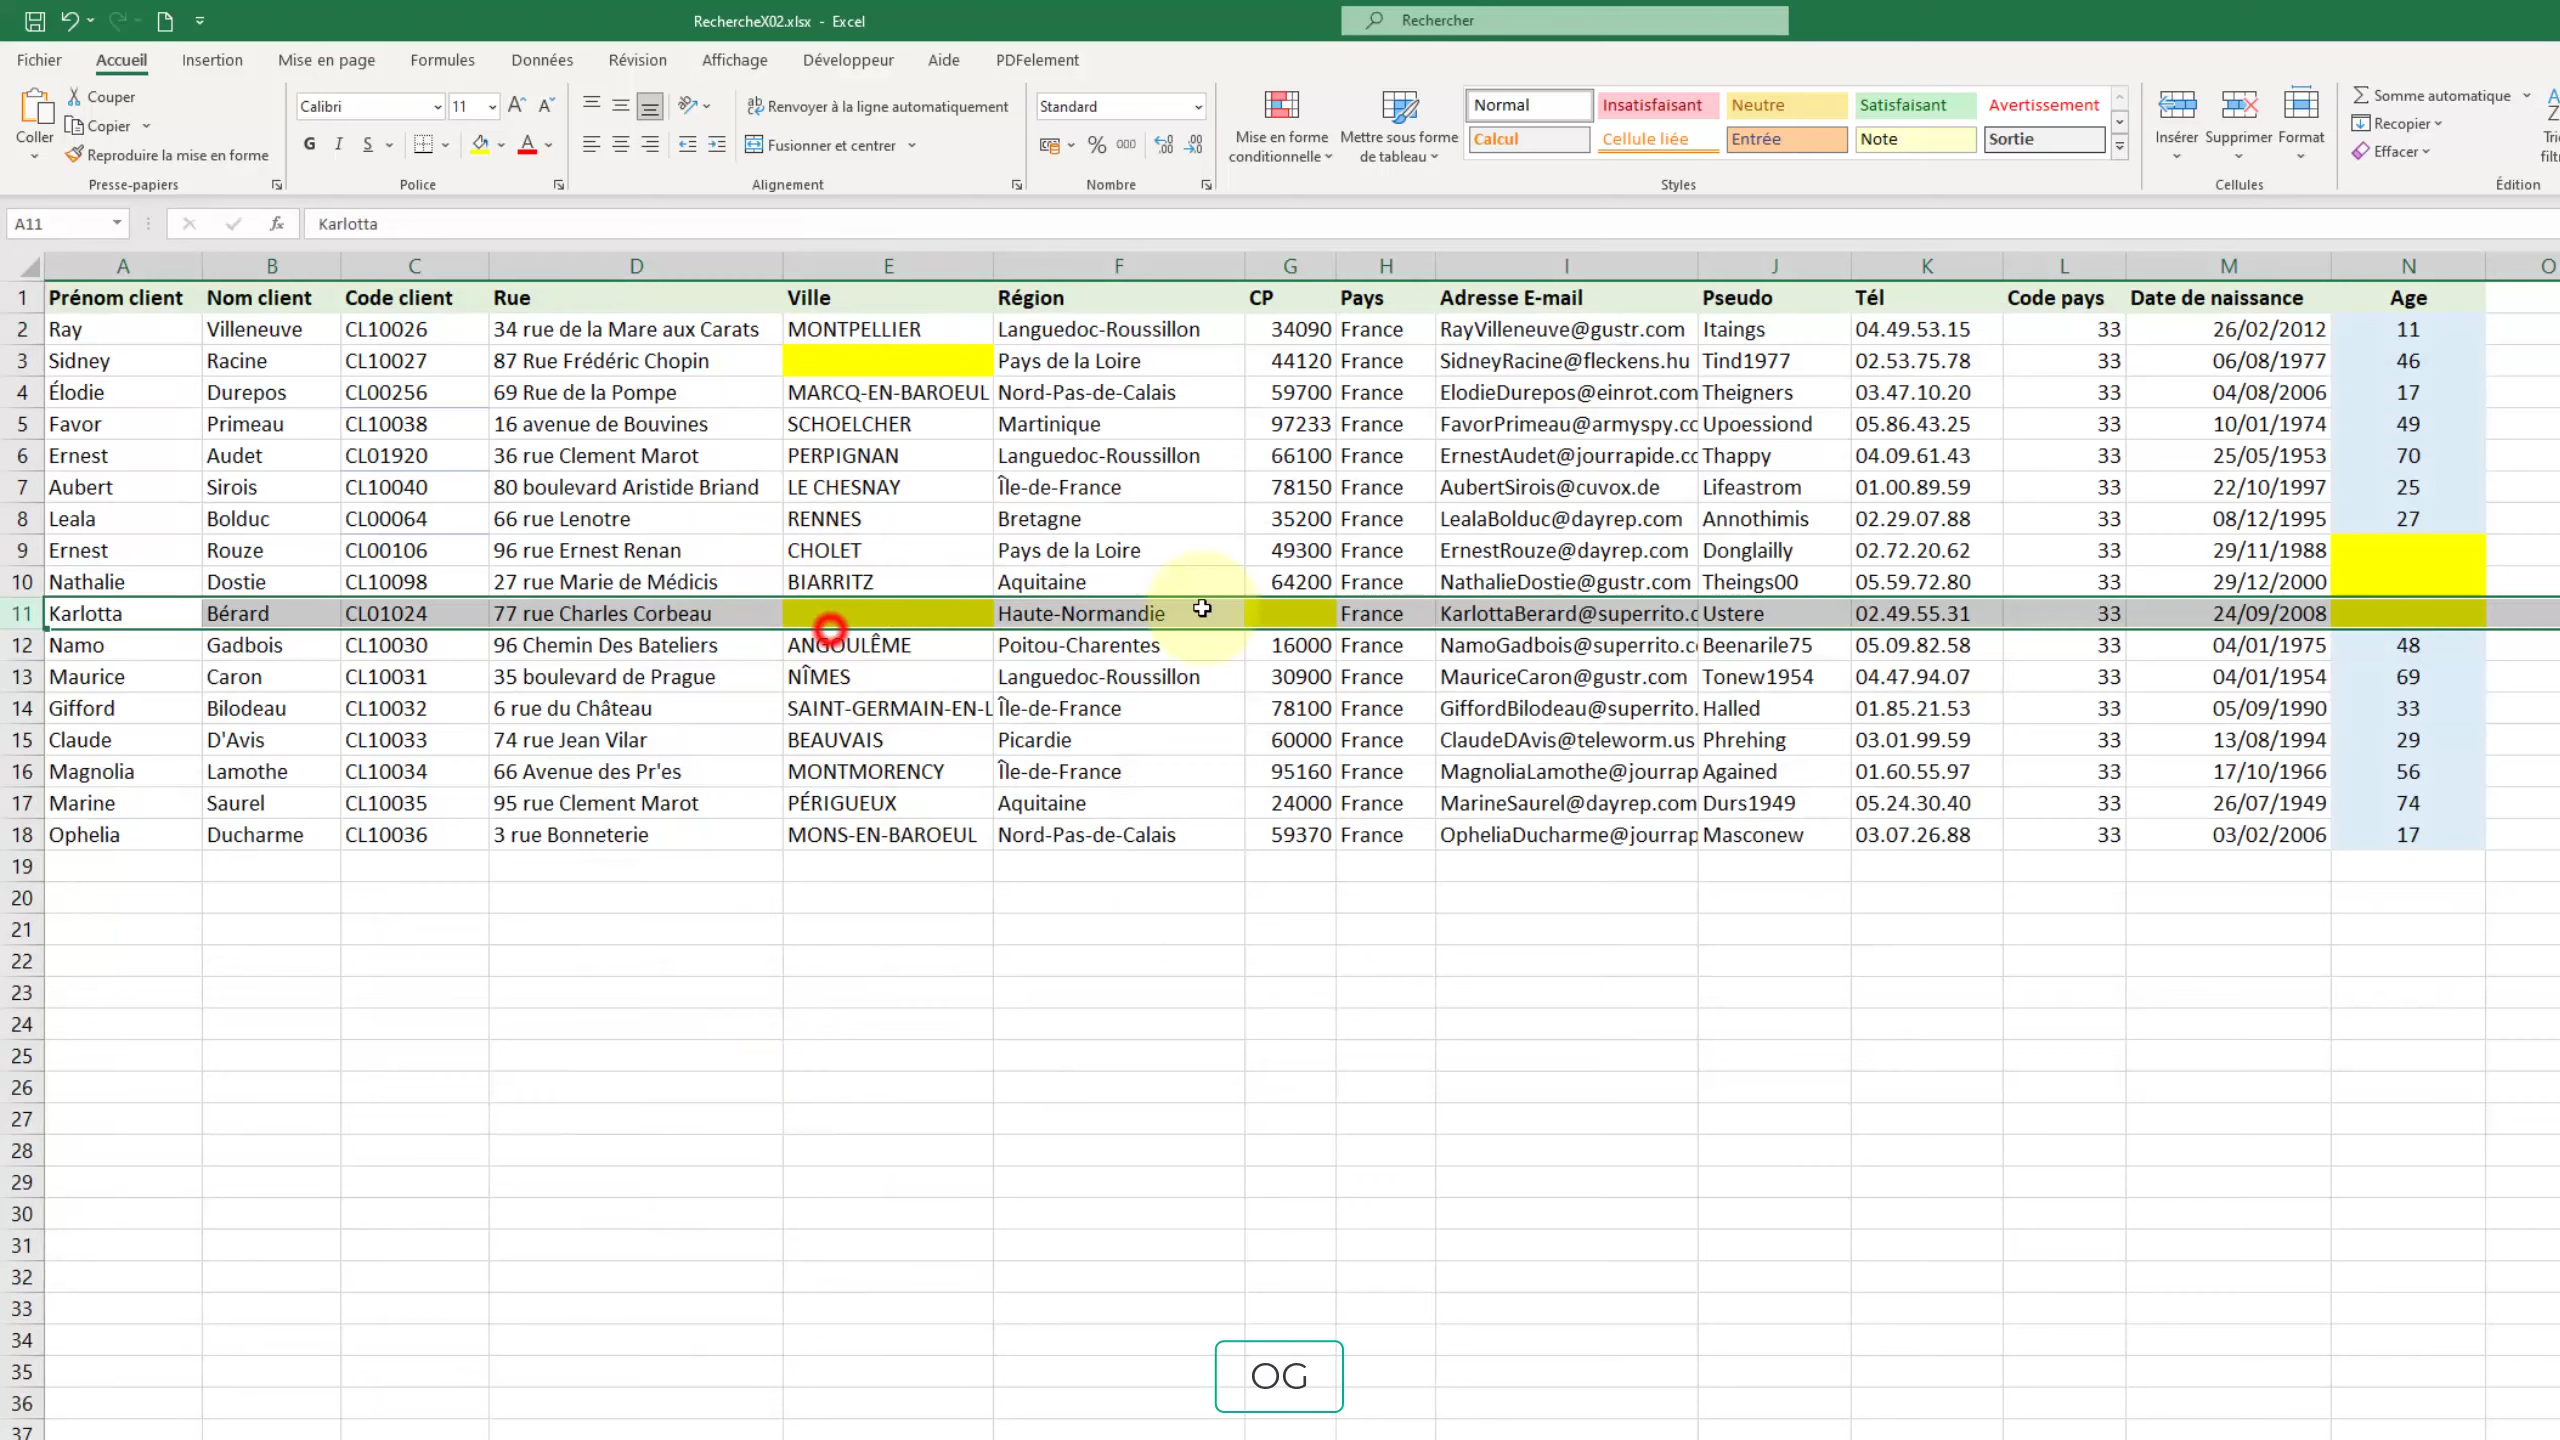 RechercheX02.xlsx - Excel
Rechercher
Fichier Accueil Insertion Mise en page Formules Données Révision Affichage Développeur Aide PDFelement
Couper
Copier
Reproduire la mise en forme
Coller
Presse-papiers
Calibri 11
G I S
Police
Renvoyer à la ligne automatiquement
Fusionner et centrer
Alignement
Standard
% 000
Nombre
Mise en forme conditionnelle
Mettre sous forme de tableau
Normal Insatisfaisant Neutre Satisfaisant Avertissement
Calcul Cellule liée Entrée Note Sortie
Styles
Insérer Supprimer Format
Cellules
Somme automatique
Recopier
Effacer
Édition
A11 fx Karlotta
A B C D E F G H I J K L M N O
1 Prénom client Nom client Code client Rue Ville Région CP Pays Adresse E-mail Pseudo Tél Code pays Date de naissance Age
2 Ray Villeneuve CL10026 34 rue de la Mare aux Carats MONTPELLIER Languedoc-Roussillon 34090 France RayVilleneuve@gustr.com Itaings 04.49.53.15 33 26/02/2012 11
3 Sidney Racine CL10027 87 Rue Frédéric Chopin Pays de la Loire 44120 France SidneyRacine@fleckens.hu Tind1977 02.53.75.78 33 06/08/1977 46
4 Élodie Durepos CL00256 69 Rue de la Pompe MARCQ-EN-BAROEUL Nord-Pas-de-Calais 59700 France ElodieDurepos@einrot.com Theigners 03.47.10.20 33 04/08/2006 17
5 Favor Primeau CL10038 16 avenue de Bouvines SCHOELCHER Martinique 97233 France FavorPrimeau@armyspy.cc Upoessiond 05.86.43.25 33 10/01/1974 49
6 Ernest Audet CL01920 36 rue Clement Marot PERPIGNAN Languedoc-Roussillon 66100 France ErnestAudet@jourrapide.cc Thappy 04.09.61.43 33 25/05/1953 70
7 Aubert Sirois CL10040 80 boulevard Aristide Briand LE CHESNAY Île-de-France 78150 France AubertSirois@cuvox.de Lifeastrom 01.00.89.59 33 22/10/1997 25
8 Leala Bolduc CL00064 66 rue Lenotre RENNES Bretagne 35200 France LealaBolduc@dayrep.com Annothimis 02.29.07.88 33 08/12/1995 27
9 Ernest Rouze CL00106 96 rue Ernest Renan CHOLET Pays de la Loire 49300 France ErnestRouze@dayrep.com Donglailly 02.72.20.62 33 29/11/1988
10 Nathalie Dostie CL10098 27 rue Marie de Médicis BIARRITZ Aquitaine 64200 France NathalieDostie@gustr.com Theings00 05.59.72.80 33 29/12/2000
11 Karlotta Bérard CL01024 77 rue Charles Corbeau Haute-Normandie France KarlottaBerard@superrito.c Ustere 02.49.55.31 33 24/09/2008
12 Namo Gadbois CL10030 96 Chemin Des Bateliers ANGOULÊME Poitou-Charentes 16000 France NamoGadbois@superrito.cc Beenarile75 05.09.82.58 33 04/01/1975 48
13 Maurice Caron CL10031 35 boulevard de Prague NÎMES Languedoc-Roussillon 30900 France MauriceCaron@gustr.com Tonew1954 04.47.94.07 33 04/01/1954 69
14 Gifford Bilodeau CL10032 6 rue du Château SAINT-GERMAIN-EN-L Île-de-France 78100 France GiffordBilodeau@superrito. Halled 01.85.21.53 33 05/09/1990 33
15 Claude D'Avis CL10033 74 rue Jean Vilar BEAUVAIS Picardie 60000 France ClaudeDAvis@teleworm.us Phrehing 03.01.99.59 33 13/08/1994 29
16 Magnolia Lamothe CL10034 66 Avenue des Pr'es MONTMORENCY Île-de-France 95160 France MagnoliaLamothe@jourrap Agained 01.60.55.97 33 17/10/1966 56
17 Marine Saurel CL10035 95 rue Clement Marot PÉRIGUEUX Aquitaine 24000 France MarineSaurel@dayrep.com Durs1949 05.24.30.40 33 26/07/1949 74
18 Ophelia Ducharme CL10036 3 rue Bonneterie MONS-EN-BAROEUL Nord-Pas-de-Calais 59370 France OpheliaDucharme@jourrap Masconew 03.07.26.88 33 03/02/2006 17
19
20
21
22
23
24
25
26
27
28
29
30
31
32
33
34
35
36
37
OG